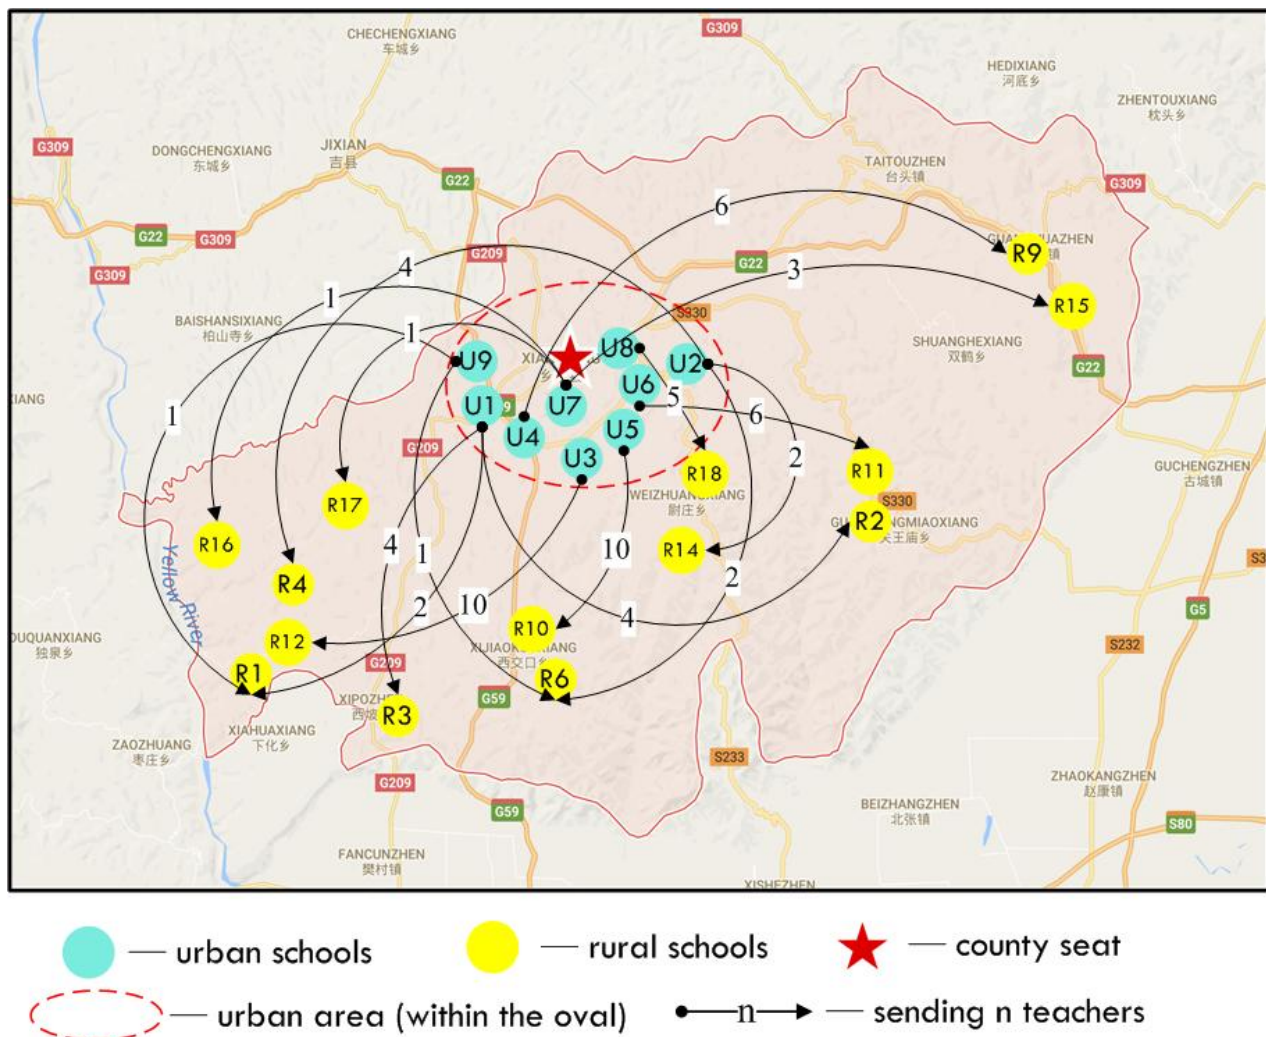 G309
CHECHENGXIANG
车城乡
HEDIXIANG
河底乡
ZHENTOUXIANG
枕头乡
G309
DONGCHENGXIANG
东城乡
JIXIAN
吉县
G22
TAITOUZHEN
台头镇
G309
6
G22
G309
G209
G22
R9
G309
4
3
1
R15
BAISHANSIXIANG
柏山寺乡
1
S330
SHUANGHEXIANG
双鹤乡
U9
U8
U2
G22
U6
1
U1
U7
5
6
U4
U5
G209
U3
2
R18
R11
GUCHENGZHEN
古城镇
WEIZHUANGXIANG
尉庄乡
R17
S330
R2
R16
4
1
10
R14
Yellow River
R4
2
G5
2
10
4
R12
R10
DUQUANXIANG
独泉乡
S232
G209
R1
R6
G59
R3
XIAHUAXIANG
下化乡
ZAOZHUANG
枣庄乡
S233
G209
ZHAOKANGZHEN
赵康镇
G59
BEIZHANGZHEN
北张镇
S80
FANCUNZHEN
樊村镇
XISHEZHEN
urban schools
rural schools
county seat
urban area (within the oval)
n
sending n teachers